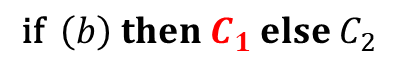 if (b) then C₁ else C₂